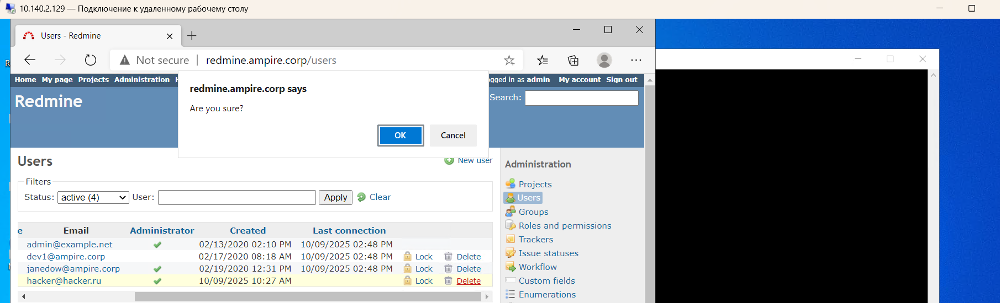 10.140.2.129 — Подключение к удаленному рабочему столу
Users - Redmine
Not secure | redmine.ampire.corp/users
Home My page Projects Administration H
ogged in as admin My account Sign out
redmine.ampire.corp says
Are you sure?
OK Cancel
Redmine
Search:
Users
New user
Filters
Status: active (4) User: Apply Clear
e Email Administrator Created Last connection
admin@example.net 02/13/2020 02:10 PM 10/09/2025 02:48 PM
dev1@ampire.corp 02/17/2020 08:18 AM 10/09/2025 02:48 PM Lock Delete
janedow@ampire.corp 02/19/2020 12:31 PM 10/09/2025 02:48 PM Lock Delete
hacker@hacker.ru 10/09/2025 10:27 AM Lock Delete
Administration
Projects
Users
Groups
Roles and permissions
Trackers
Issue statuses
Workflow
Custom fields
Enumerations